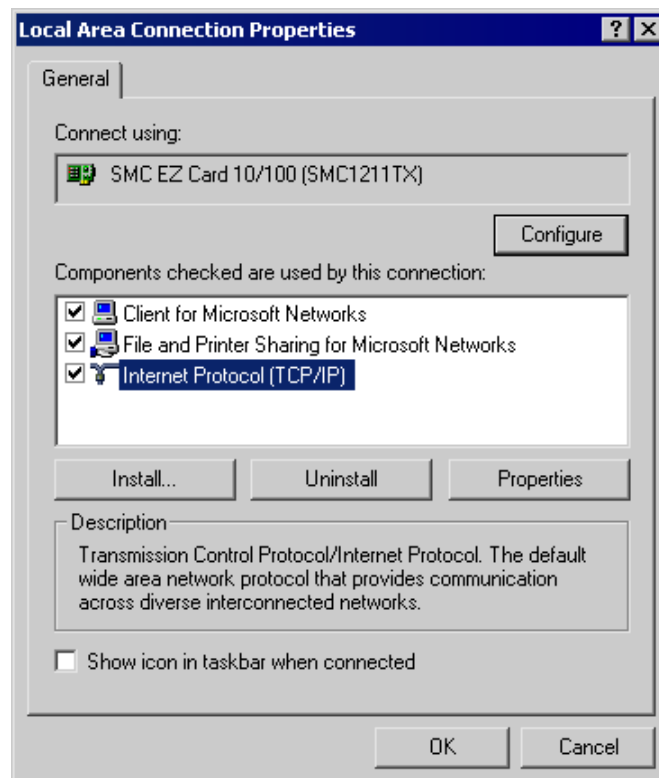 Local Area Connection Properties
General
Connect using:
SMC EZ Card 10/100 (SMC1211TX)
Configure
Components checked are used by this connection:
Client for Microsoft Networks
File and Printer Sharing for Microsoft Networks
Internet Protocol (TCP/IP)
Install... Uninstall Properties
Description
Transmission Control Protocol/Internet Protocol. The default
wide area network protocol that provides communication
across diverse interconnected networks.
Show icon in taskbar when connected
OK Cancel